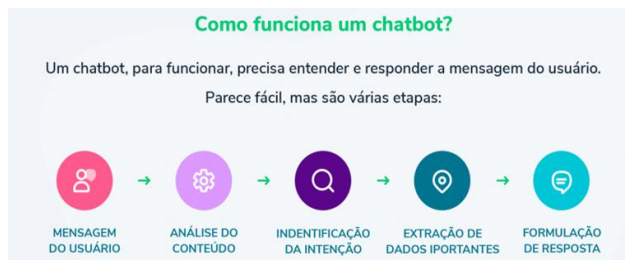 Como funciona um chatbot?
Um chatbot, para funcionar, precisa entender e responder a mensagem do usuário.
Parece fácil, mas são várias etapas:
MENSAGEM
DO USUÁRIO
ANÁLISE DO
CONTEÚDO
INDENTIFICAÇÃO
DA INTENÇÃO
EXTRAÇÃO DE
DADOS IPORTANTES
FORMULAÇÃO
DE RESPOSTA